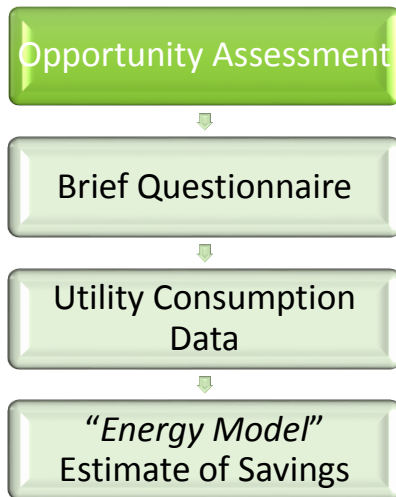 Opportunity Assessment
Brief Questionnaire
Utility Consumption
Data
“Energy Model”
Estimate of Savings